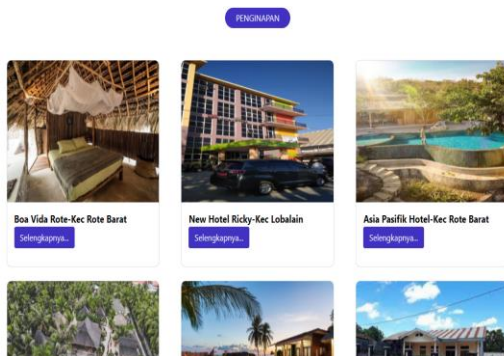 PENGINAPAN
Boa Vida Rote-Kec Rote Barat
New Hotel Ricky-Kec Lobalain
Asia Pasifik Hotel-Kec Rote Barat
Selengkapnya...
Selengkapnya...
Selengkapnya...